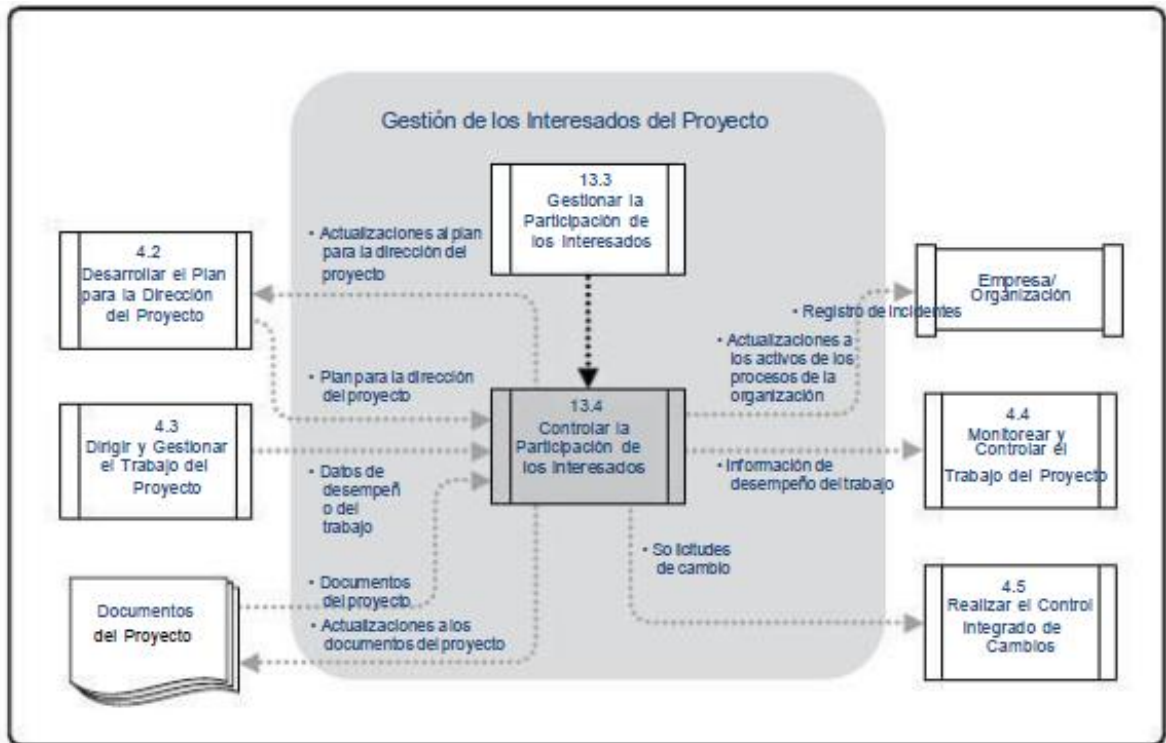 Gestión de los Interesados del Proyecto
13.3
Gestionar la
Participación de
los Interesados
• Actualizaciones al plan
para la dirección del
proyecto
4.2
Desarrollar el Plan
para la Dirección
del Proyecto
Empresa/
Organización
• Registro de incidentes
• Actualizaciones a
los activos de los
procesos de la
organización
• Plan para la dirección
del proyecto
13.4
Controlar la
Participación de
los Interesados
4.3
Dirigir y Gestionar
el Trabajo del
Proyecto
4.4
Monitorear y
Controlar el
Trabajo del Proyecto
• Datos de
desempeñ
o del
trabajo
• Información de
desempeño del trabajo
• So licitudes
de cambio
• Documentos
del proyecto
• Actualizaciones a los
documentos del proyecto
Documentos
del Proyecto
4.5
Realizar el Control
Integrado de
Cambios